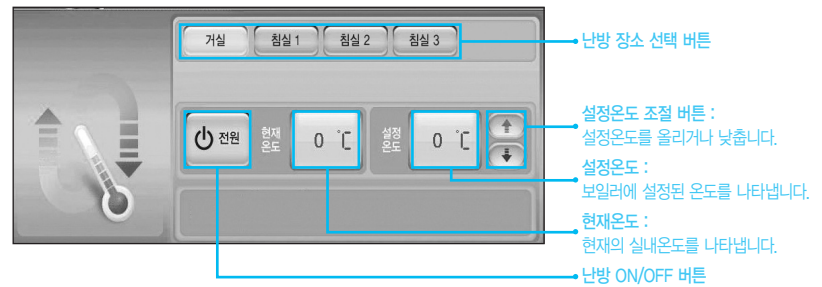 거실 침실 1 침실 2 침실 3
난방 장소 선택 버튼
전원 현재 온도 0 ℃ 설정 온도 0 ℃
설정온도 조절 버튼 :
설정온도를 올리거나 낮춥니다.
설정온도 :
보일러에 설정된 온도를 나타냅니다.
현재온도 :
현재의 실내온도를 나타냅니다.
난방 ON/OFF 버튼